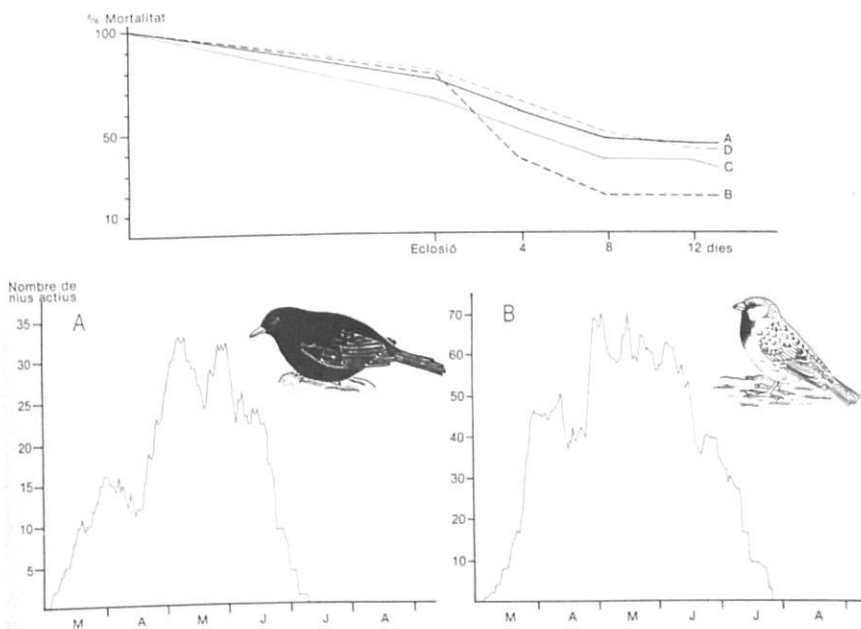 % Mortalitat
100
50
10
A
D
C
B
Eclosió 4 8 12 dies
Nombre de
nius actius
A
35
30
25
20
15
10
5
M A M J J A
B
70
60
50
40
30
20
10
M A M J J A